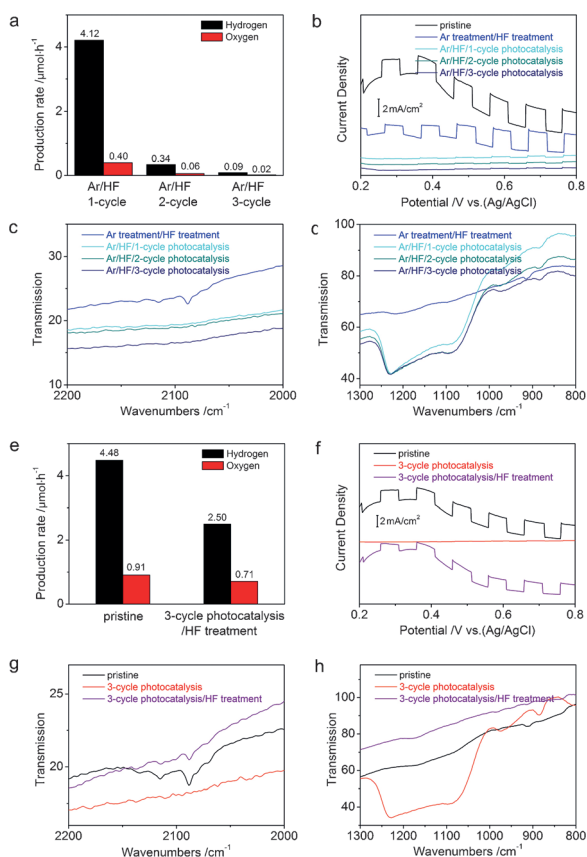 a
Hydrogen
Oxygen
Production rate /μmol·h⁻¹
4
2
0
4.12
0.40
0.34
0.06
0.09
0.02
Ar/HF
1-cycle
Ar/HF
2-cycle
Ar/HF
3-cycle
b
pristine
Ar treatment/HF treatment
Ar/HF/1-cycle photocatalysis
Ar/HF/2-cycle photocatalysis
Ar/HF/3-cycle photocatalysis
2 mA/cm²
Current Density
0.2 0.4 0.6 0.8
Potential /V vs.(Ag/AgCl)
c
Ar treatment/HF treatment
Ar/HF/1-cycle photocatalysis
Ar/HF/2-cycle photocatalysis
Ar/HF/3-cycle photocatalysis
Transmission
30
20
10
2200 2100 2000
Wavenumbers /cm⁻¹
d
Ar treatment/HF treatment
Ar/HF/1-cycle photocatalysis
Ar/HF/2-cycle photocatalysis
Ar/HF/3-cycle photocatalysis
Transmission
100
80
60
40
1300 1200 1100 1000 900 800
Wavenumbers /cm⁻¹
e
Hydrogen
Oxygen
Production rate /μmol·h⁻¹
4
2
0
4.48
0.91
2.50
0.71
pristine
3-cycle photocatalysis
/HF treatment
f
pristine
3-cycle photocatalysis
3-cycle photocatalysis/HF treatment
2 mA/cm²
Current Density
0.2 0.4 0.6 0.8
Potential /V vs.(Ag/AgCl)
g
pristine
3-cycle photocatalysis
3-cycle photocatalysis/HF treatment
Transmission
25
20
15
2200 2100 2000
Wavenumbers /cm⁻¹
h
pristine
3-cycle photocatalysis
3-cycle photocatalysis/HF treatment
Transmission
100
80
60
40
1300 1200 1100 1000 900 800
Wavenumbers /cm⁻¹